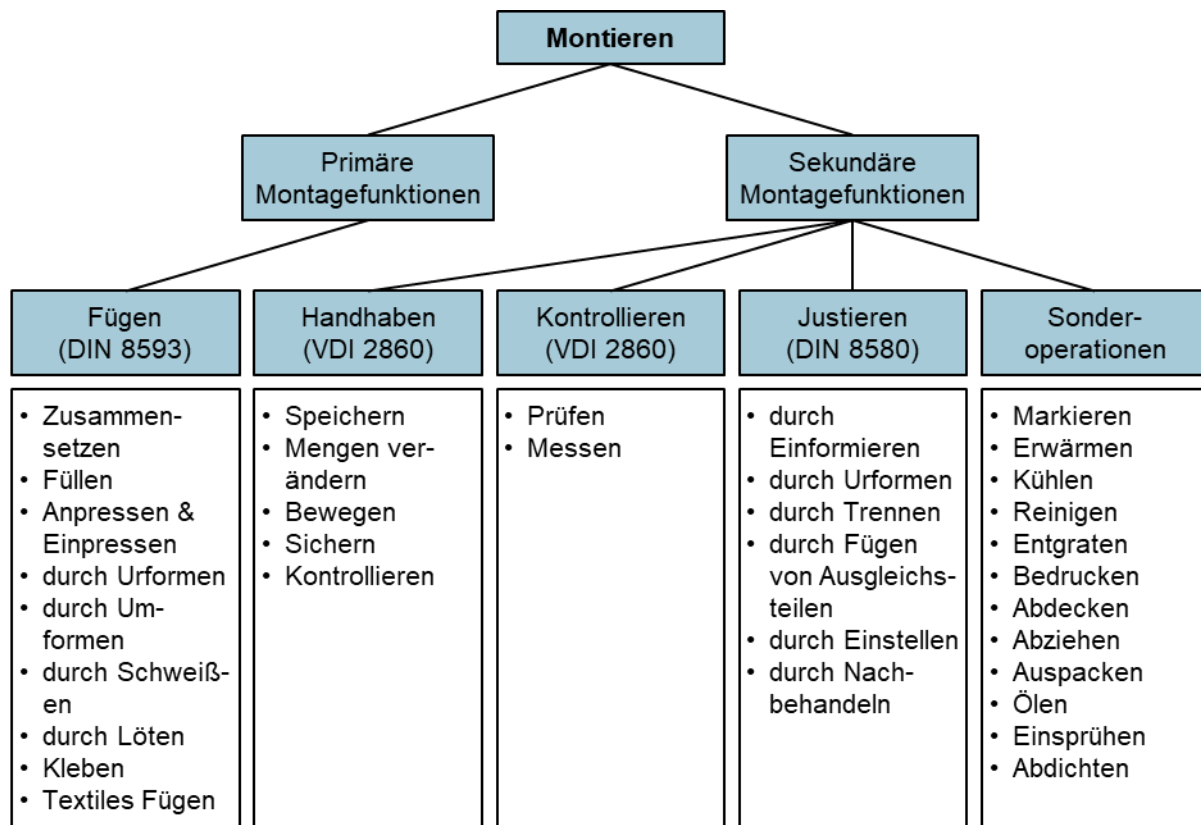 Montieren
Primäre
Montagefunktionen
Sekundäre
Montagefunktionen
Fügen
(DIN 8593)
Handhaben
(VDI 2860)
Kontrollieren
(VDI 2860)
Justieren
(DIN 8580)
Sonder-
operationen
• Zusammen-
setzen
• Füllen
• Anpressen &
Einpressen
• durch Urformen
• durch Um-
formen
• durch Schweiß-
en
• durch Löten
• Kleben
• Textiles Fügen
• Speichern
• Mengen ver-
ändern
• Bewegen
• Sichern
• Kontrollieren
• Prüfen
• Messen
• durch
Einformieren
• durch Urformen
• durch Trennen
• durch Fügen
von Ausgleichs-
teilen
• durch Einstellen
• durch Nach-
behandeln
• Markieren
• Erwärmen
• Kühlen
• Reinigen
• Entgraten
• Bedrucken
• Abdecken
• Abziehen
• Auspacken
• Ölen
• Einsprühen
• Abdichten